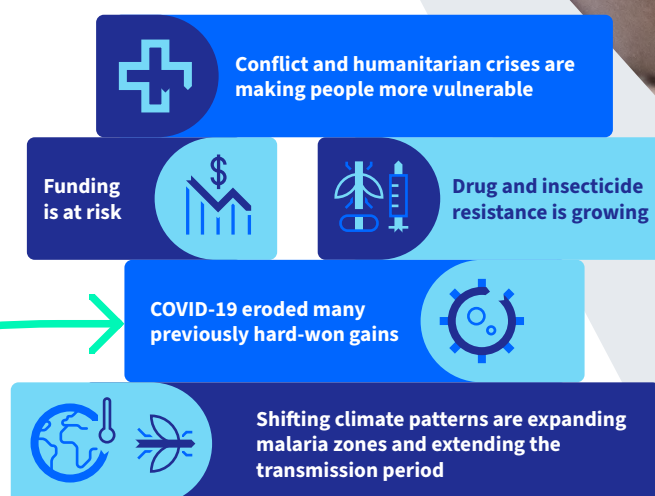 Conflict and humanitarian crises are
making people more vulnerable
Funding
is at risk
$
Drug and insecticide
resistance is growing
COVID-19 eroded many
previously hard-won gains
Shifting climate patterns are expanding
malaria zones and extending the
transmission period